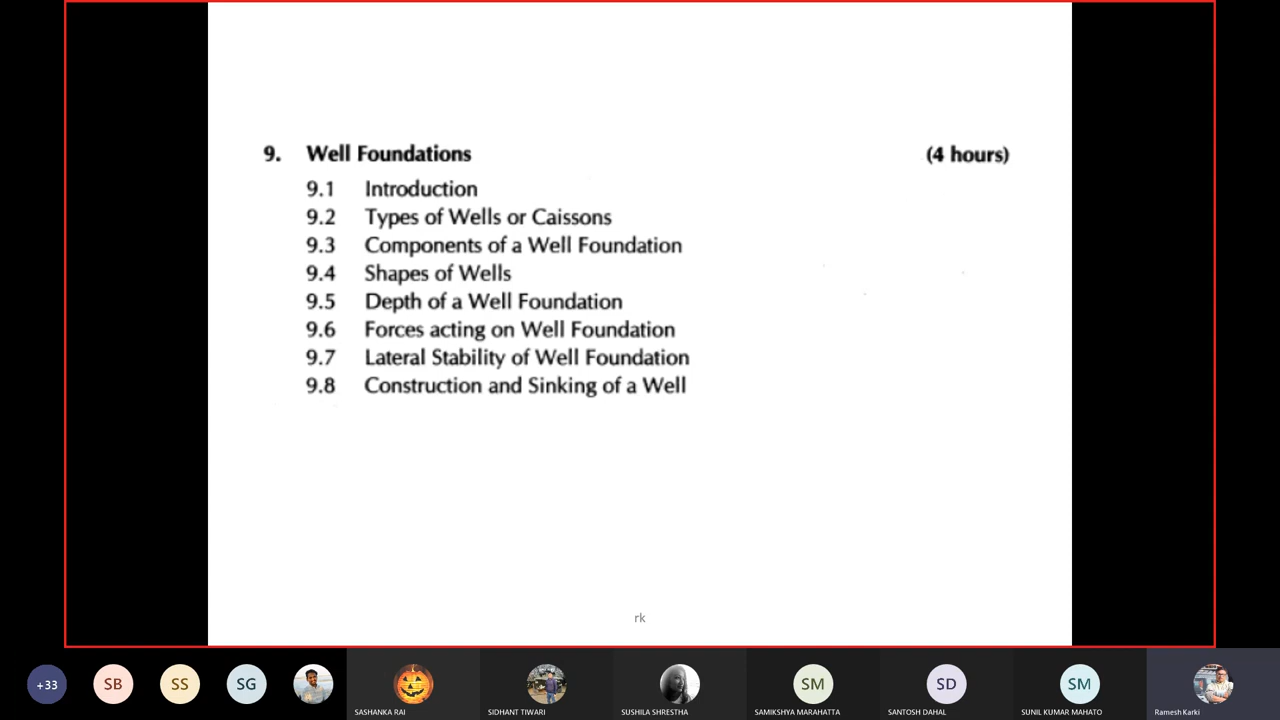 9. Well Foundations (4 hours)
9.1 Introduction
9.2 Types of Wells or Caissons
9.3 Components of a Well Foundation
9.4 Shapes of Wells
9.5 Depth of a Well Foundation
9.6 Forces acting on Well Foundation
9.7 Lateral Stability of Well Foundation
9.8 Construction and Sinking of a Well
rk
+33 SB SS SG SM SD SM
SASHANKA RAI SIDHANT TIWARI SUSHILA SHRESTHA SAMIKSHYA MARAHATTA SANTOSH DAHAL SUNIL KUMAR MAHATO Ramesh Karki